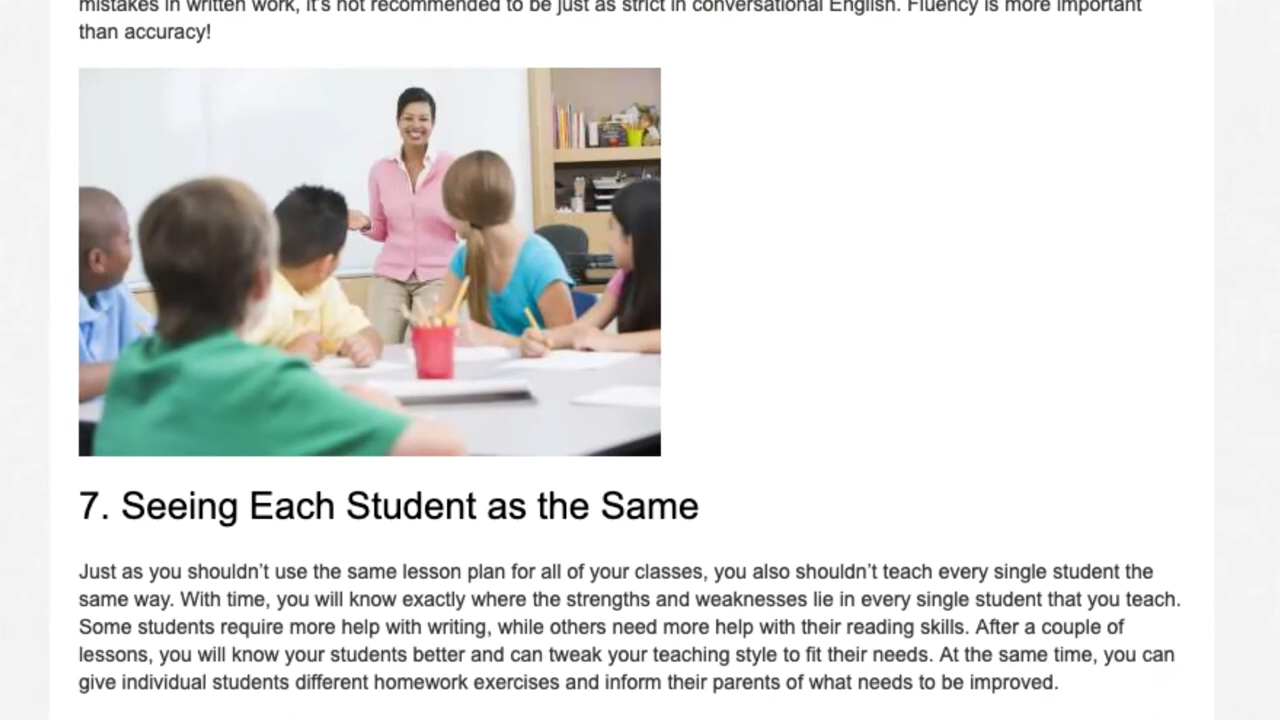 mistakes in written work, it's not recommended to be just as strict in conversational English. Fluency is more important
than accuracy!
7. Seeing Each Student as the Same
Just as you shouldn’t use the same lesson plan for all of your classes, you also shouldn’t teach every single student the
same way. With time, you will know exactly where the strengths and weaknesses lie in every single student that you teach.
Some students require more help with writing, while others need more help with their reading skills. After a couple of
lessons, you will know your students better and can tweak your teaching style to fit their needs. At the same time, you can
give individual students different homework exercises and inform their parents of what needs to be improved.